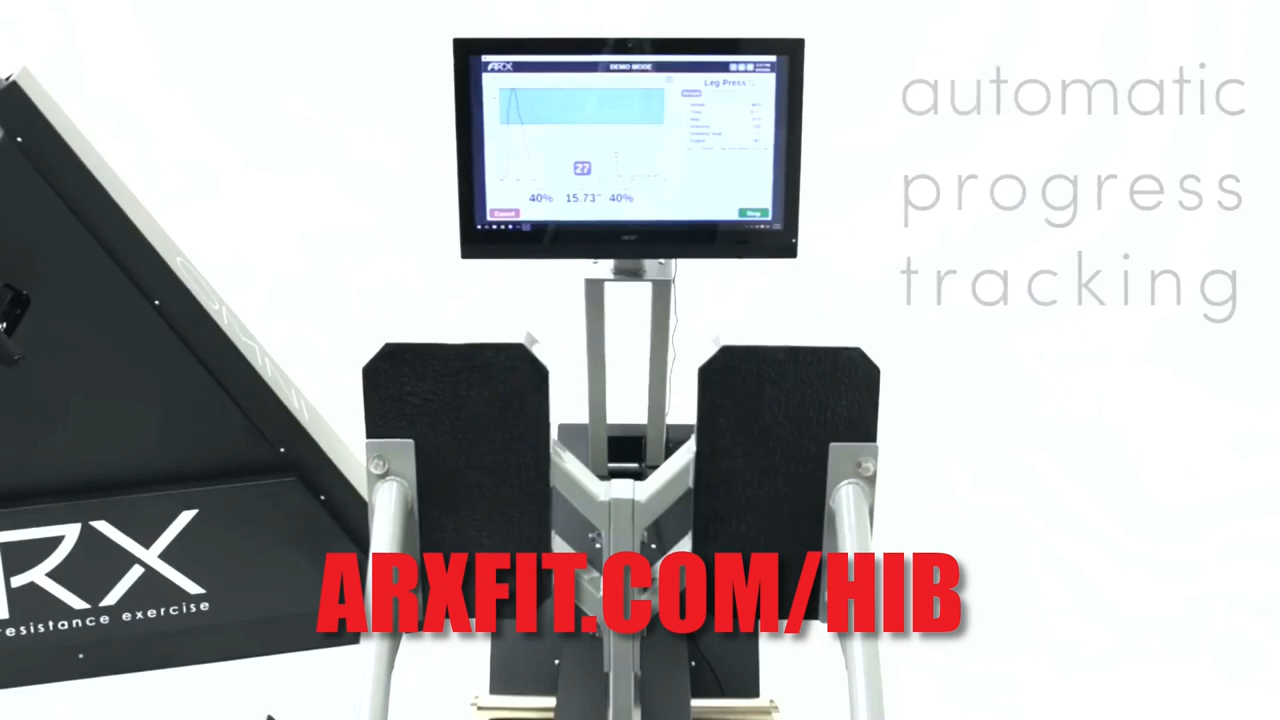 automatic
progress
tracking
ARX
DEMO MODE
Leg Press
27
40% 15.73" 40%
Cancel
Stop
acer
RX
resistance exercise
ARXFIT.COM/HIB